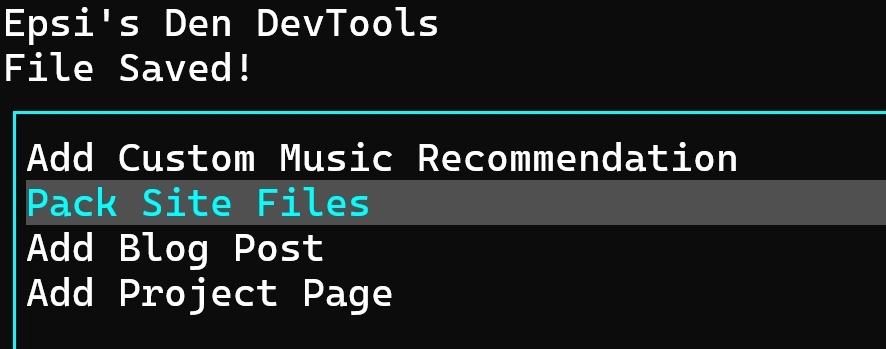 Epsi's Den DevTools
File Saved!
Add Custom Music Recommendation
Pack Site Files
Add Blog Post
Add Project Page